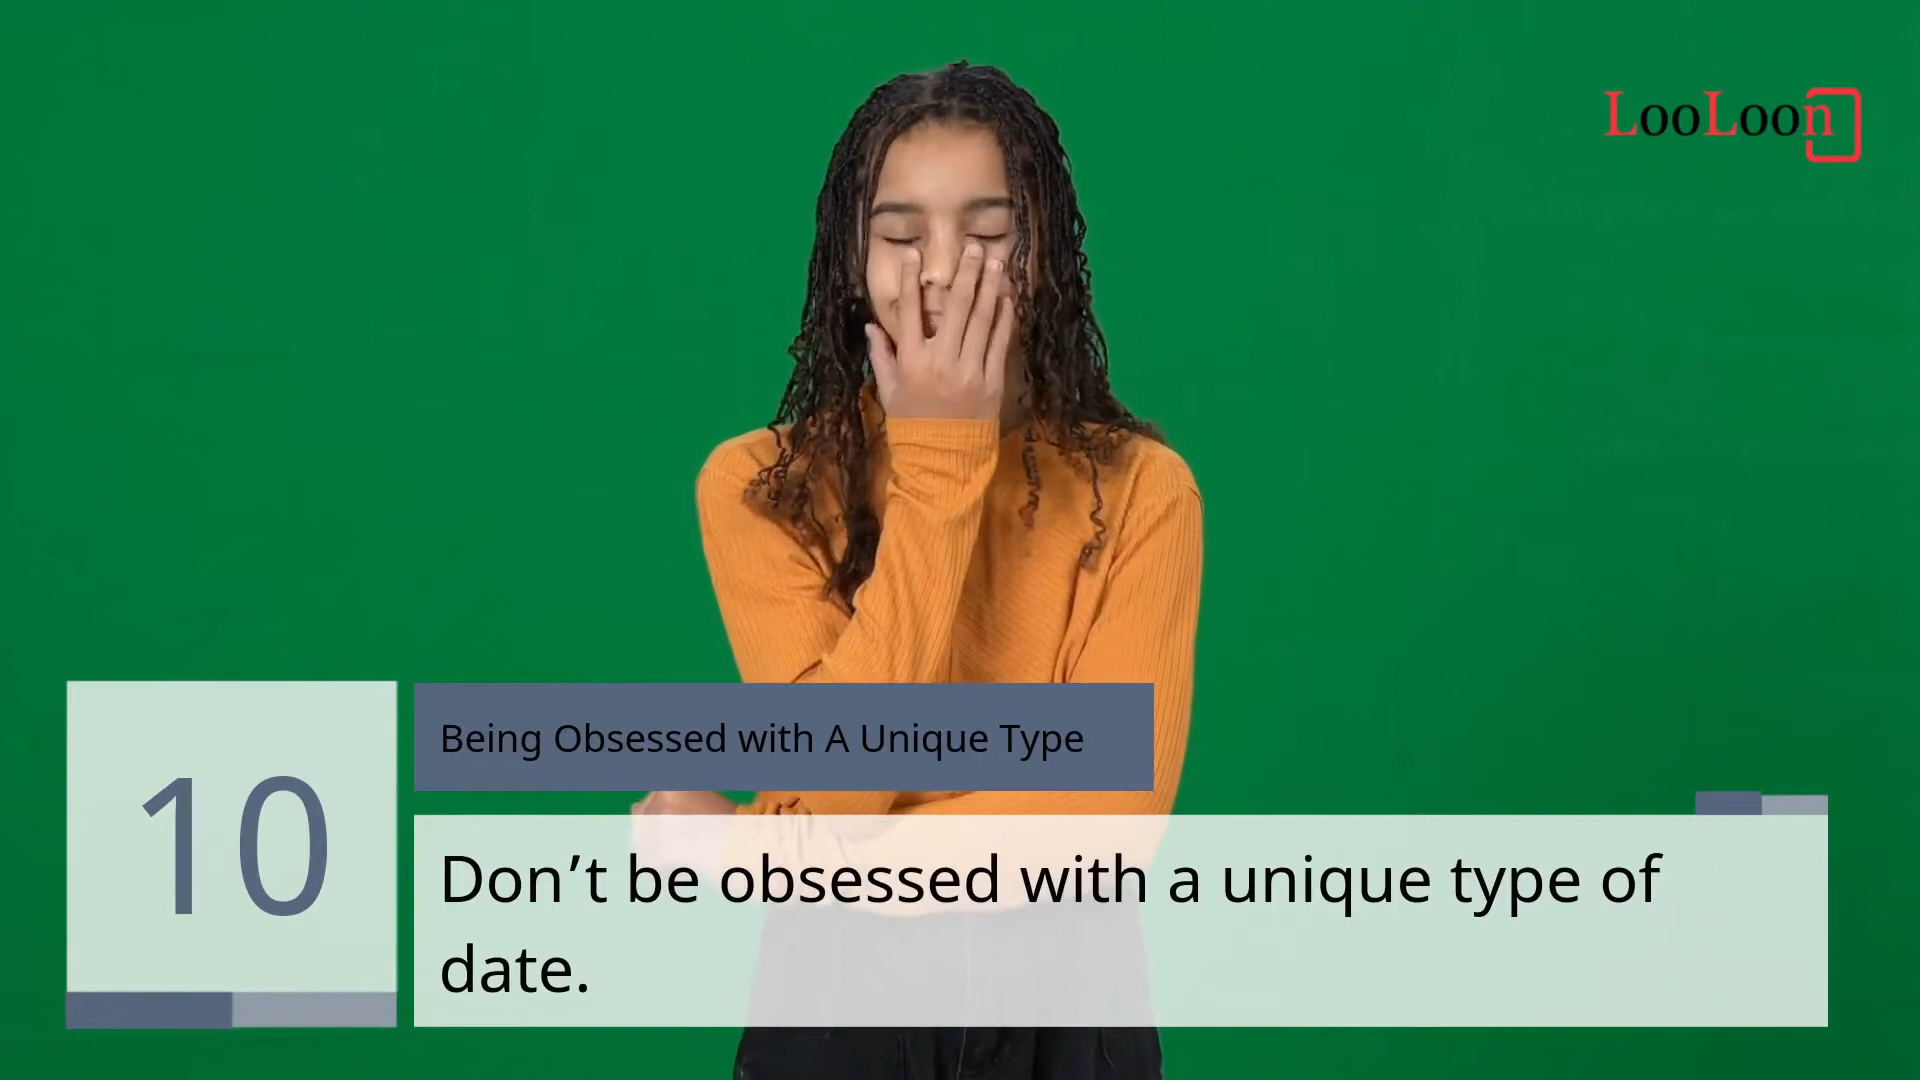 LooLoon
10
Being Obsessed with A Unique Type
Don’t be obsessed with a unique type of
date.